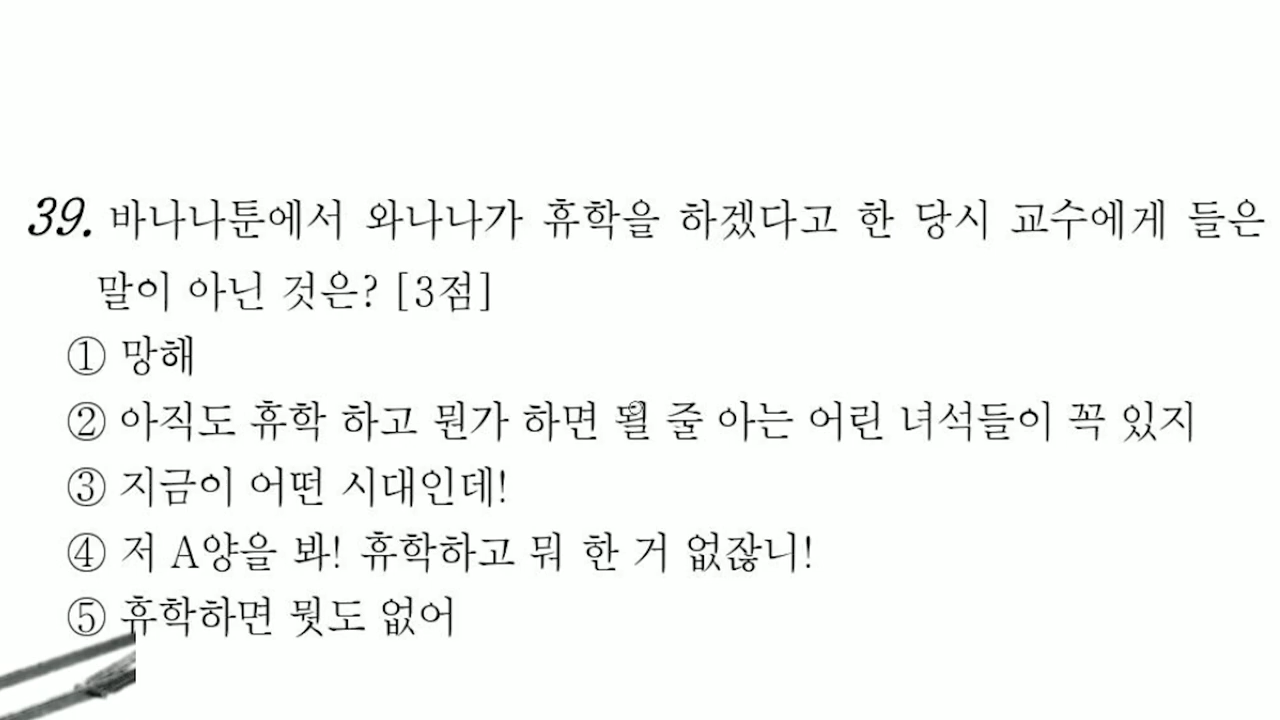 39. 바나나툰에서 와나나가 휴학을 하겠다고 한 당시 교수에게 들은
말이 아닌 것은? [3점]
① 망해
② 아직도 휴학 하고 뭔가 하면 될 줄 아는 어린 녀석들이 꼭 있지
③ 지금이 어떤 시대인데!
④ 저 A양을 봐! 휴학하고 뭐 한 거 없잖니!
⑤ 휴학하면 뭣도 없어